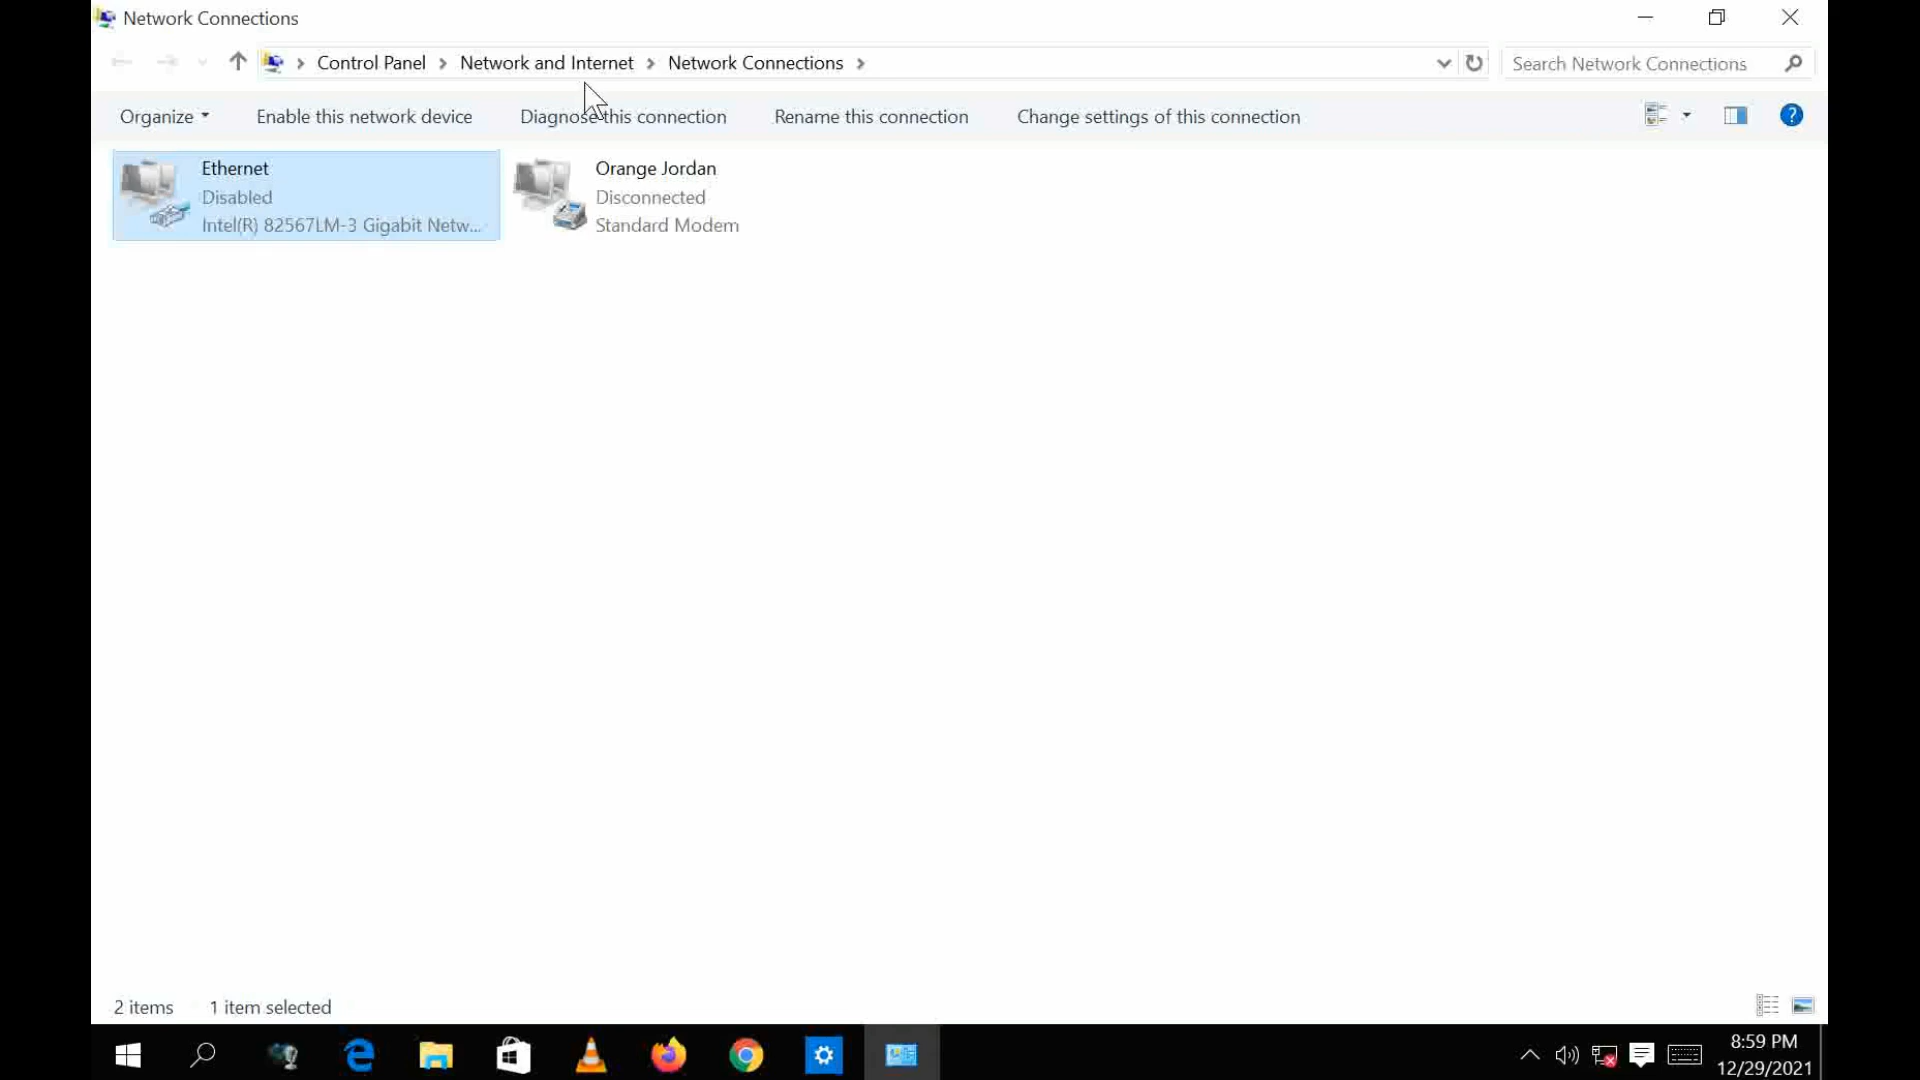 Network Connections
Control Panel Network and Internet Network Connections
Search Network Connections
Organize Enable this network device Diagnose this connection Rename this connection Change settings of this connection
Ethernet
Disabled
Intel(R) 82567LM-3 Gigabit Netw...
Orange Jordan
Disconnected
Standard Modem
2 items 1 item selected
8:59 PM
12/29/2021